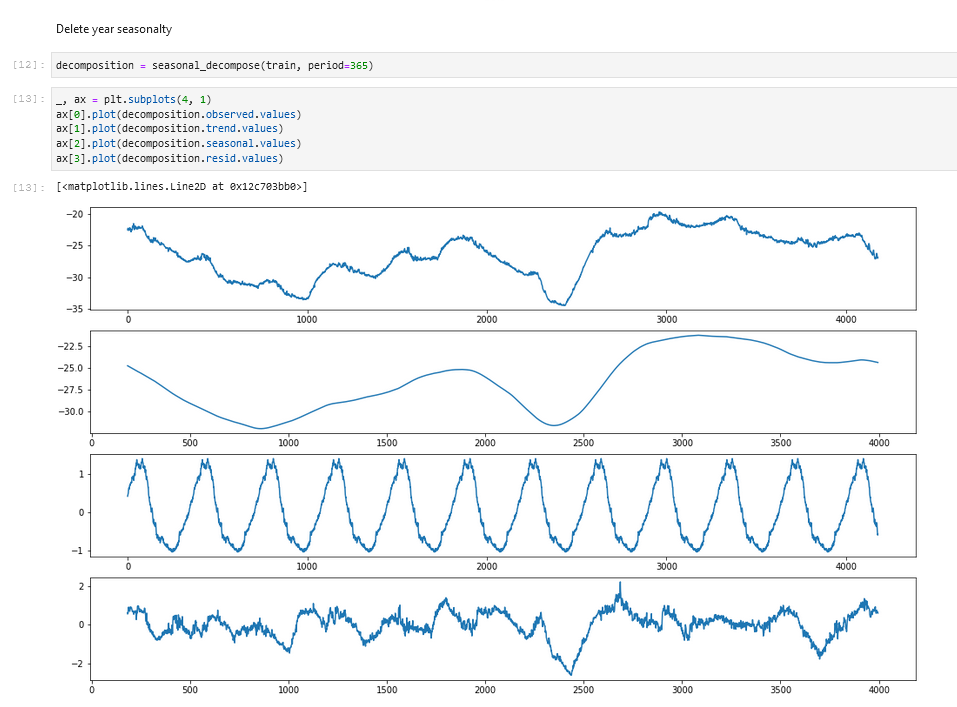 Delete year seasonalty
[12]: decomposition = seasonal_decompose(train, period=365)
[13]: _, ax = plt.subplots(4, 1)
ax[0].plot(decomposition.observed.values)
ax[1].plot(decomposition.trend.values)
ax[2].plot(decomposition.seasonal.values)
ax[3].plot(decomposition.resid.values)
[13]: [<matplotlib.lines.Line2D at 0x12c703bb0>]
−20
−25
−30
−35
0 1000 2000 3000 4000
−22.5
−25.0
−27.5
−30.0
0 500 1000 1500 2000 2500 3000 3500 4000
1
0
−1
0 1000 2000 3000 4000
2
0
−2
0 500 1000 1500 2000 2500 3000 3500 4000